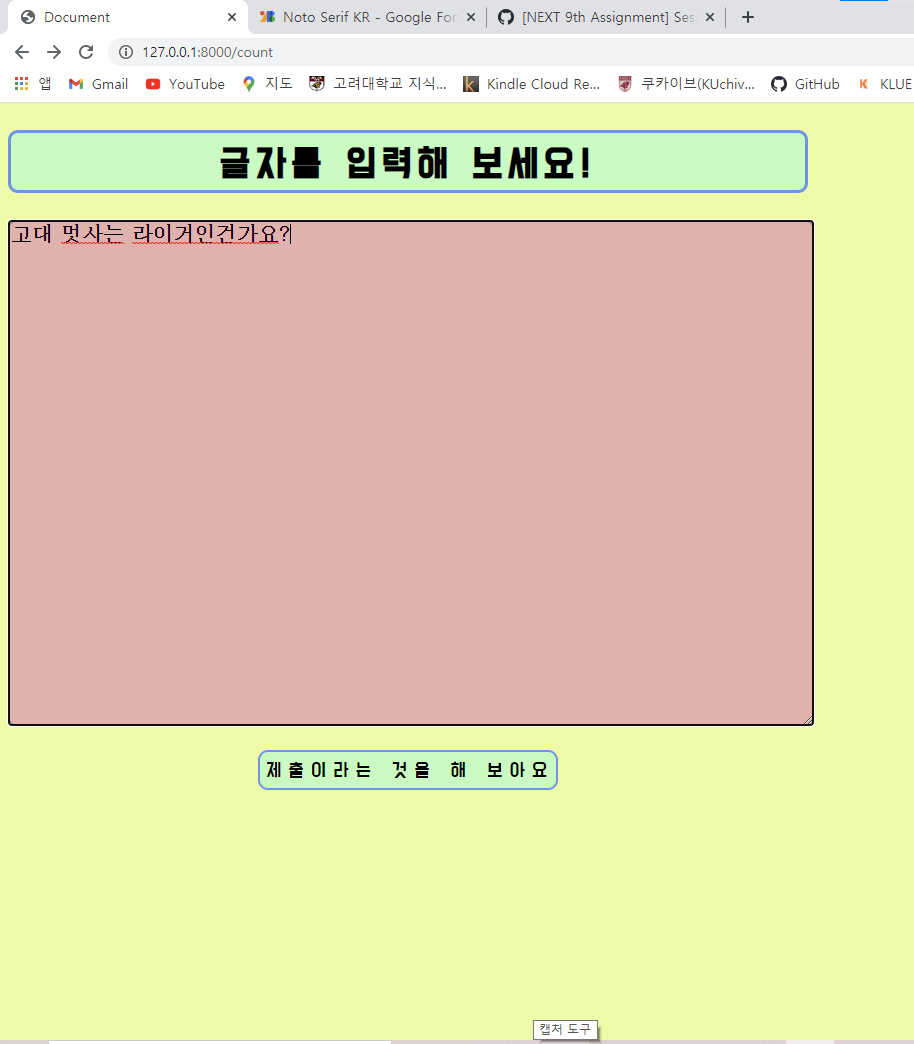 Document
Noto Serif KR - Google For
[NEXT 9th Assignment] Ses
127.0.0.1:8000/count
앱 Gmail YouTube 지도 고려대학교 지식... Kindle Cloud Re... 쿠카이브(KUchiv... GitHub KLUE
글자를 입력해 보세요!
고대 멋사는 라이거인건가요?
제출이라는 것을 해 보아요
캡처 도구